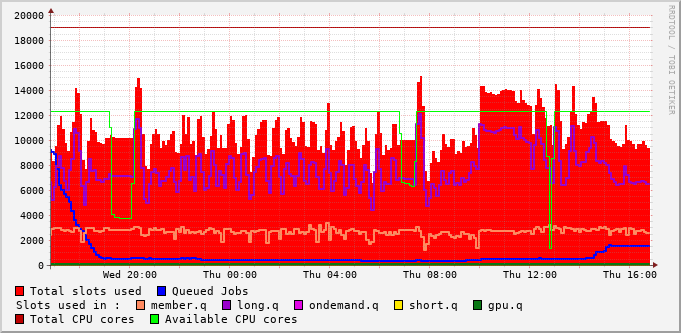 20000
18000
16000
14000
12000
10000
8000
6000
4000
2000
0
Wed 20:00 Thu 00:00 Thu 04:00 Thu 08:00 Thu 12:00 Thu 16:00
Total slots used Queued Jobs
Slots used in : member.q long.q ondemand.q short.q gpu.q
Total CPU cores Available CPU cores
RRDTOOL / TOBI OETIKER